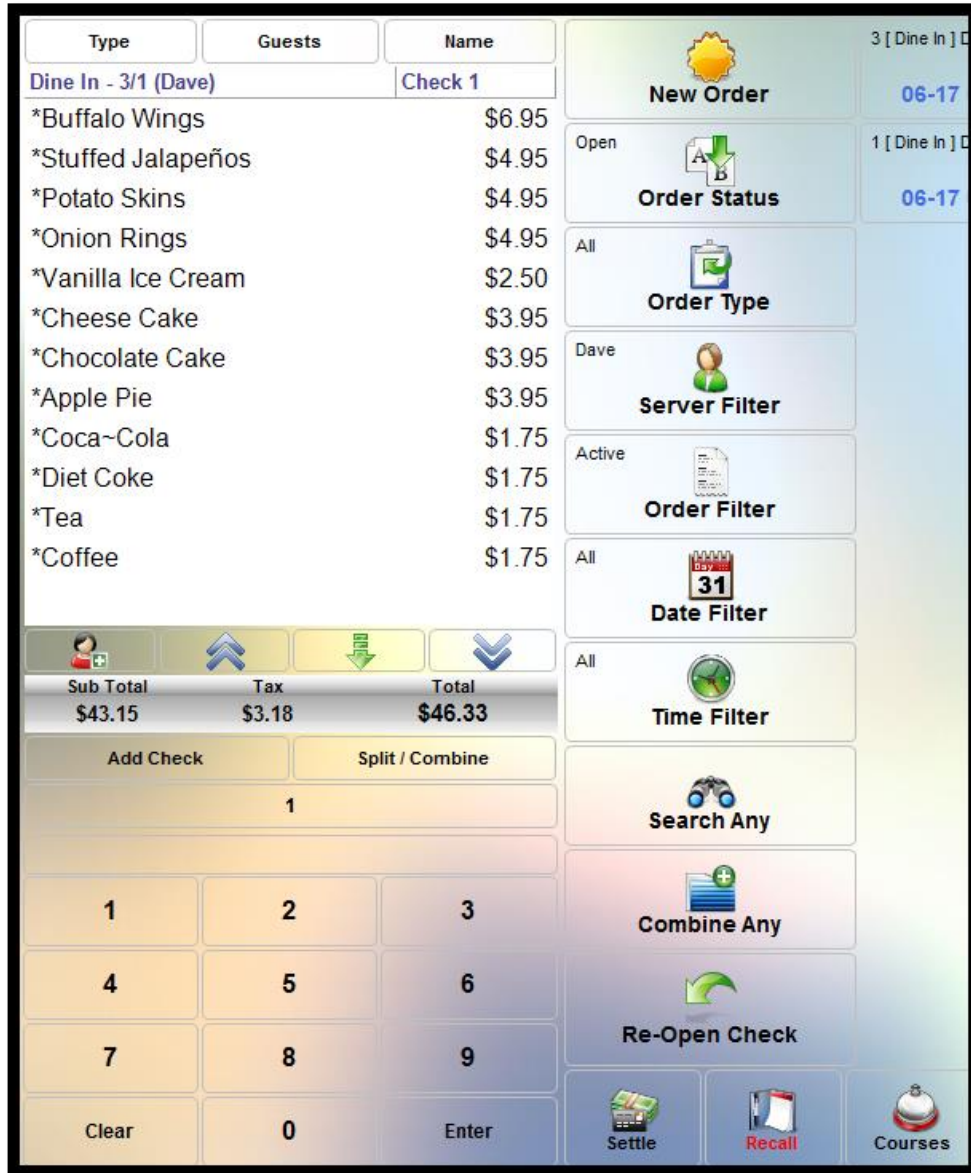 Type Guests Name
Dine In - 3/1 (Dave) Check 1
*Buffalo Wings $6.95
*Stuffed Jalapeños $4.95
*Potato Skins $4.95
*Onion Rings $4.95
*Vanilla Ice Cream $2.50
*Cheese Cake $3.95
*Chocolate Cake $3.95
*Apple Pie $3.95
*Coca~Cola $1.75
*Diet Coke $1.75
*Tea $1.75
*Coffee $1.75
Sub Total Tax Total
$43.15 $3.18 $46.33
Add Check Split / Combine
1
1 2 3
4 5 6
7 8 9
Clear 0 Enter
New Order
Open
A B
Order Status
All
Order Type
Dave
Server Filter
Active
Order Filter
All
Day
31
Date Filter
All
Time Filter
Search Any
Combine Any
Re-Open Check
Settle Recall Courses
3 [ Dine In ]
06-17
1 [ Dine In ]
06-17